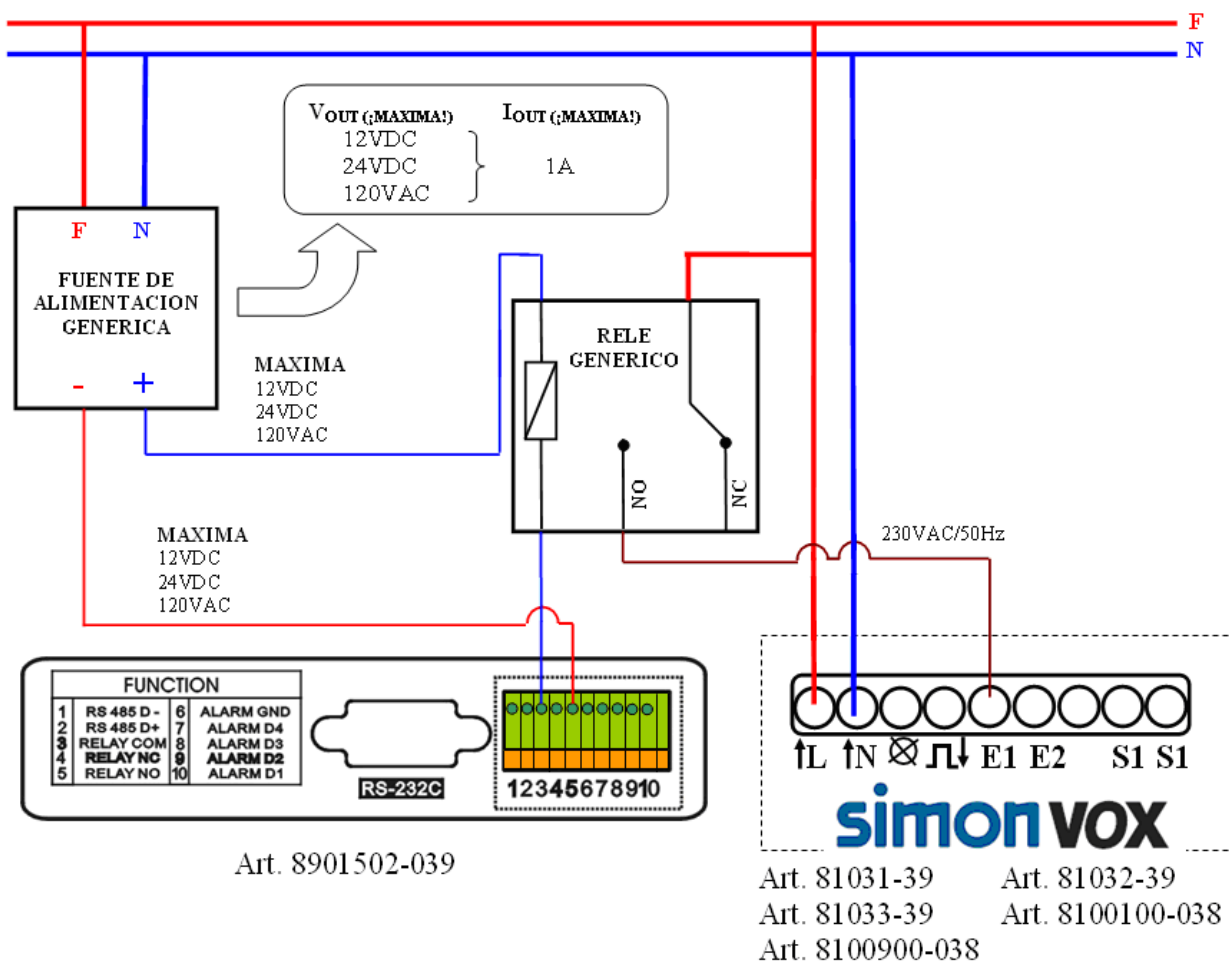 F
N
VOUT (¡MAXIMA!) IOUT (¡MAXIMA!)
12VDC
24VDC 1A
120VAC
F N
FUENTE DE
ALIMENTACION
GENERICA
- +
MAXIMA
12VDC
24VDC
120VAC
RELE
GENERICO
NO
NC
MAXIMA
12VDC
24VDC
120VAC
230VAC/50Hz
FUNCTION
1 RS 485 D - 6 ALARM GND
2 RS 485 D+ 7 ALARM D4
3 RELAY COM 8 ALARM D3
4 RELAY NC 9 ALARM D2
5 RELAY NO 10 ALARM D1
RS-232C
12345678910
L N E1 E2 S1 S1
simon VOX
Art. 8901502-039
Art. 81031-39 Art. 81032-39
Art. 81033-39 Art. 8100100-038
Art. 8100900-038